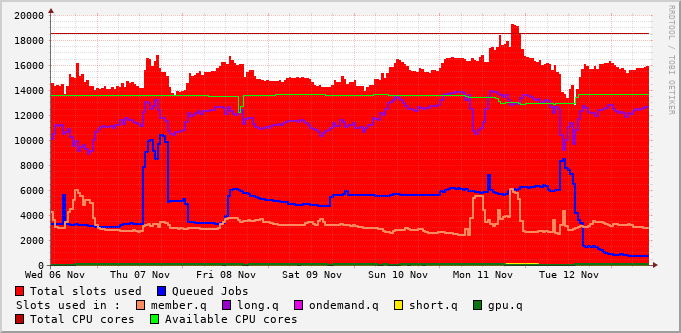 20000
18000
16000
14000
12000
10000
8000
6000
4000
2000
0
Wed 06 Nov Thu 07 Nov Fri 08 Nov Sat 09 Nov Sun 10 Nov Mon 11 Nov Tue 12 Nov
RRDTOOL / TOBI OETIKER
Total slots used Queued Jobs
Slots used in : member.q long.q ondemand.q short.q gpu.q
Total CPU cores Available CPU cores